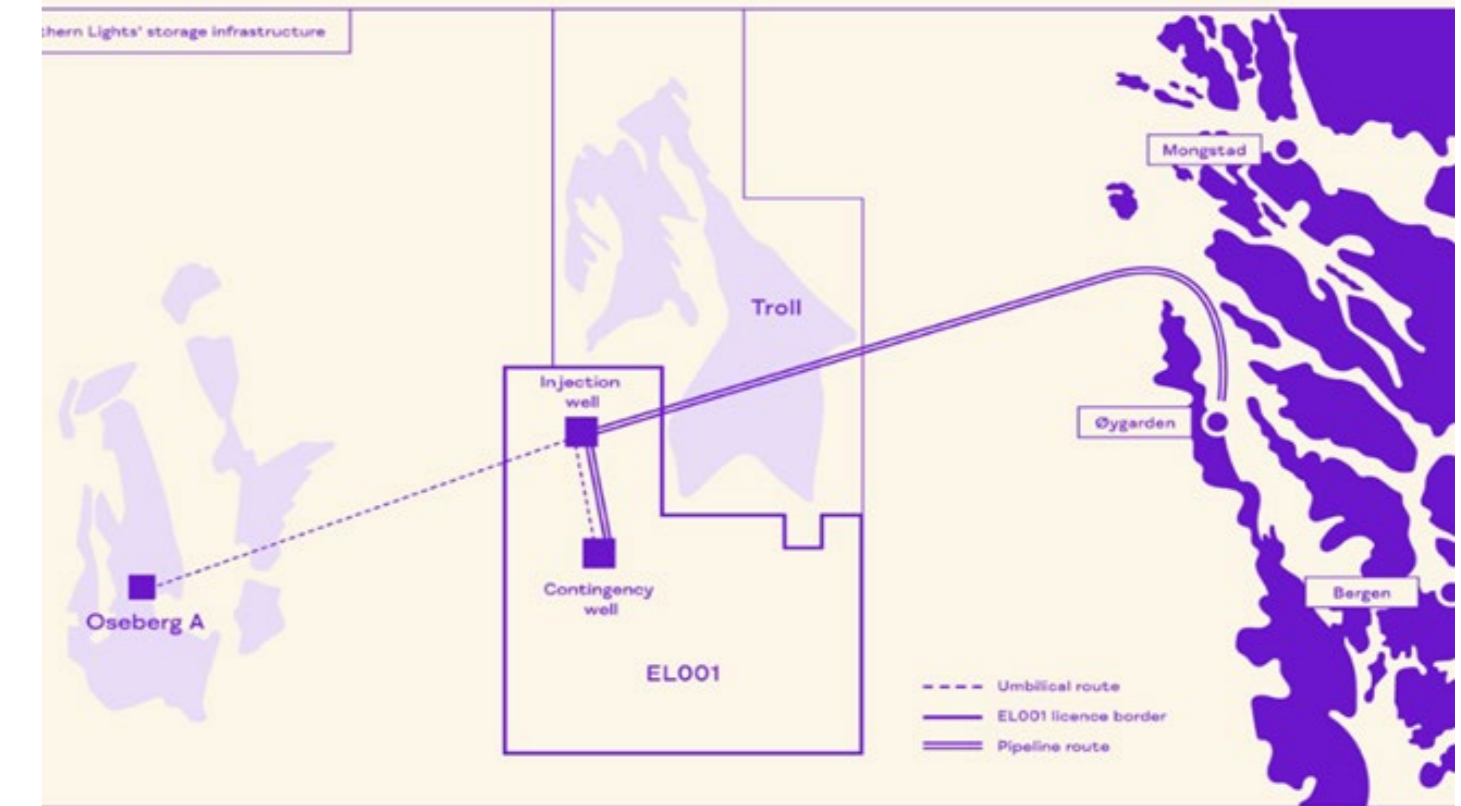 thern Lights' storage infrastructure
Mongstad
Troll
Injection
well
Øygarden
Contingency
well
Oseberg A
Bergen
EL001
Umbilical route
EL001 licence border
Pipeline route